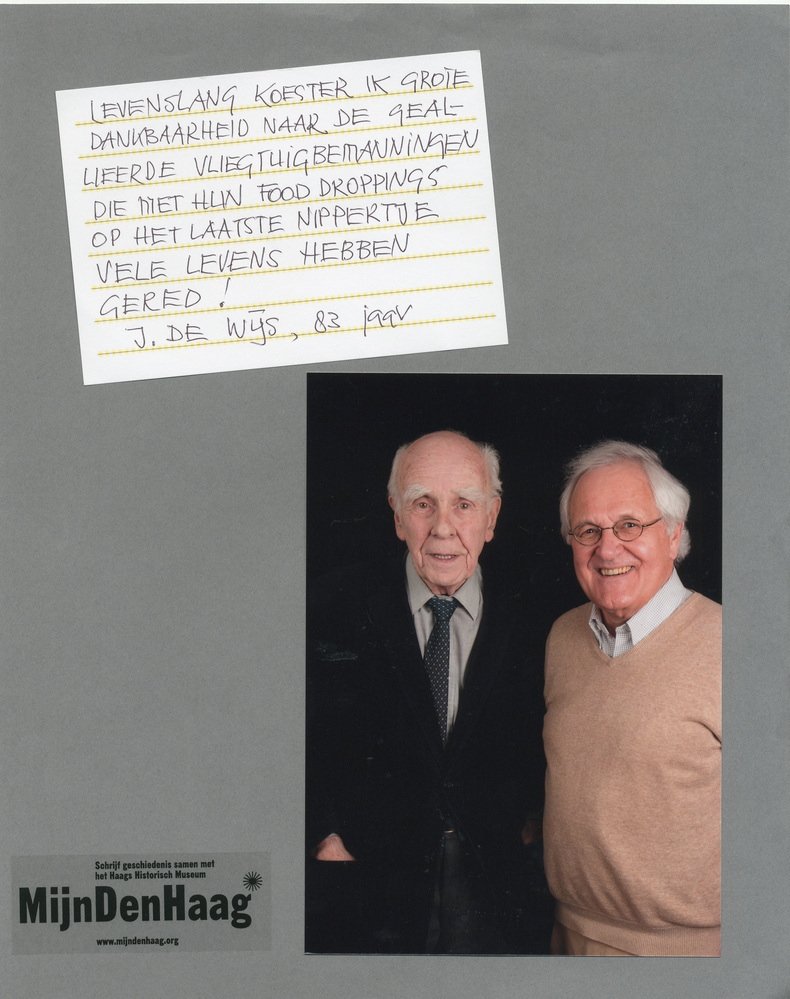 LEVENSLANG KOESTER IK GROTE
DANKBAARHEID NAAR DE GEAL-
LIEERDE VLIEGTUIGBEMANNINGEN
DIE MET HUN FOOD DROPPINGS
OP HET LAATSTE NIPPERTJE
VELE LEVENS HEBBEN
GERED !
J. DE WIJS, 83 jaar
Schrijf geschiedenis samen met
het Haags Historisch Museum
MijnDenHaag
www.mijndenhaag.org